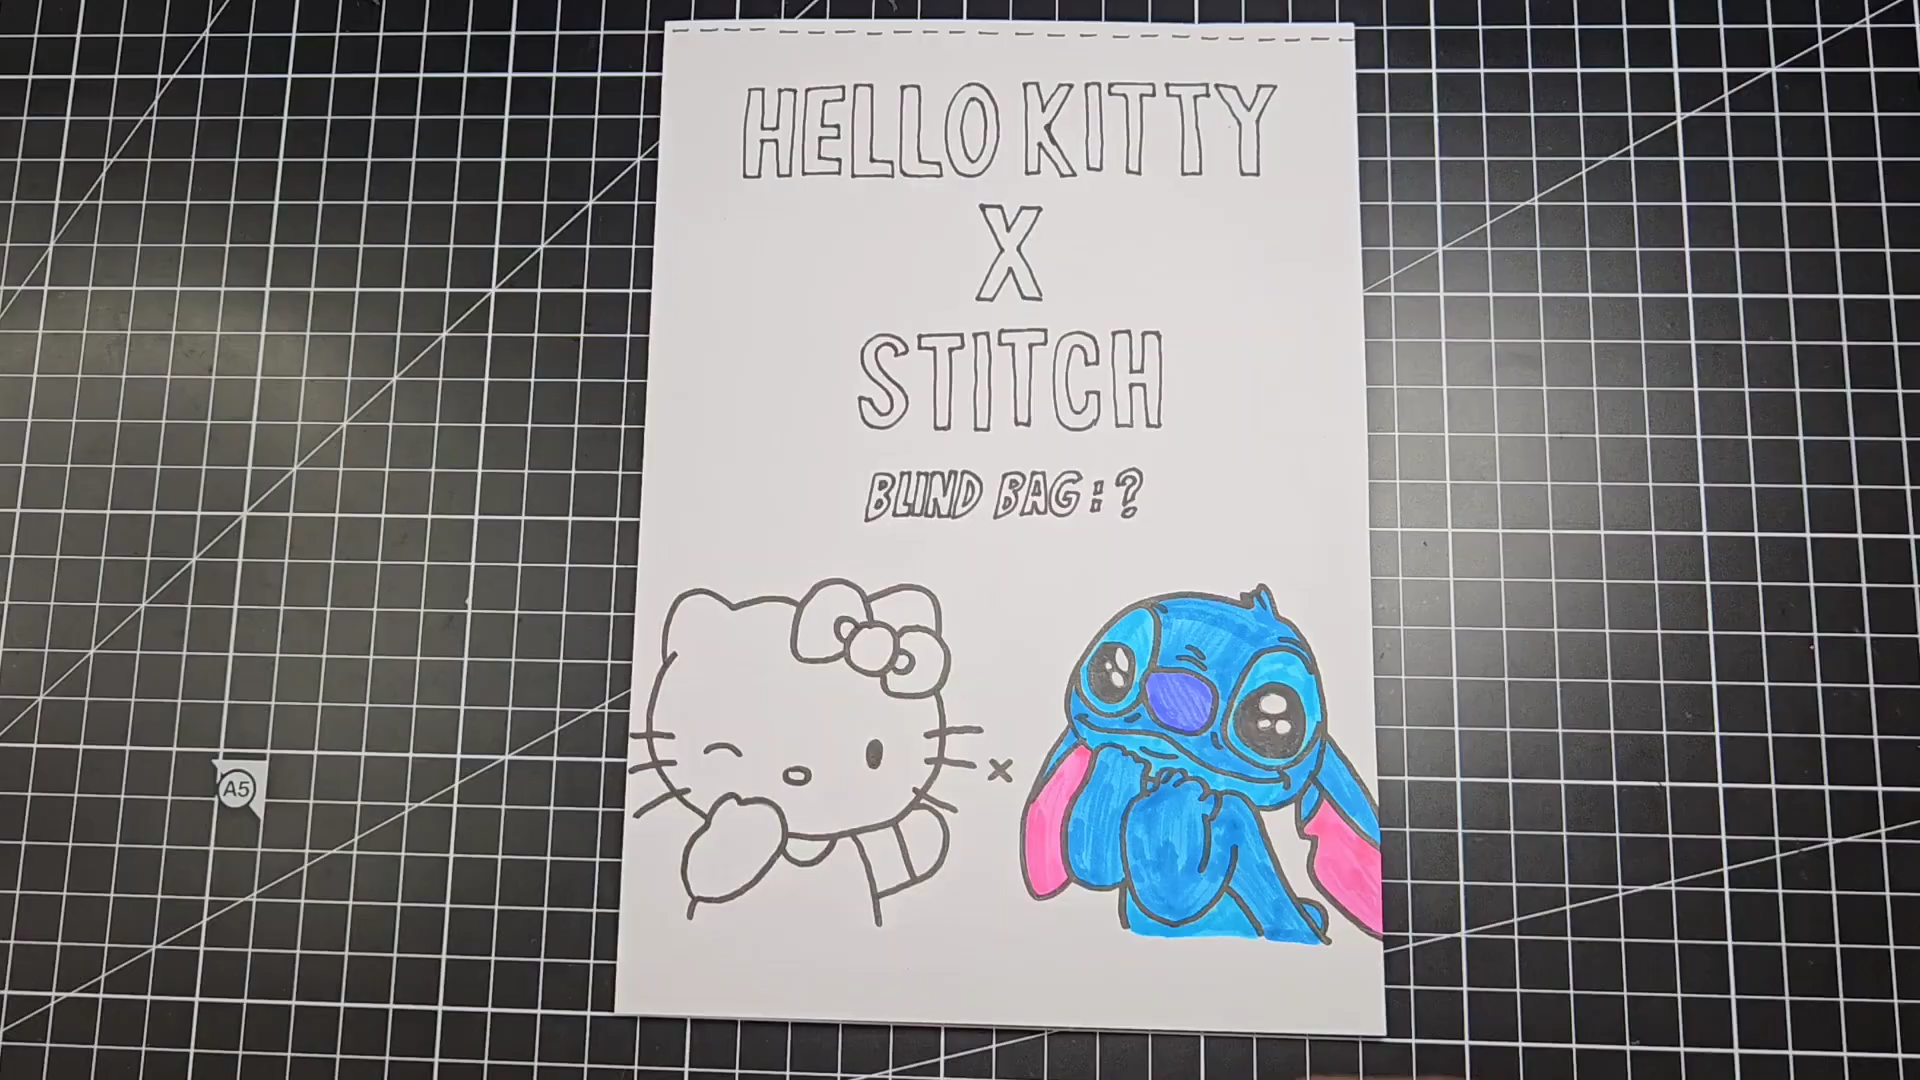 HELLO KITTY
X
STITCH
BLIND BAG : ?
x
A5